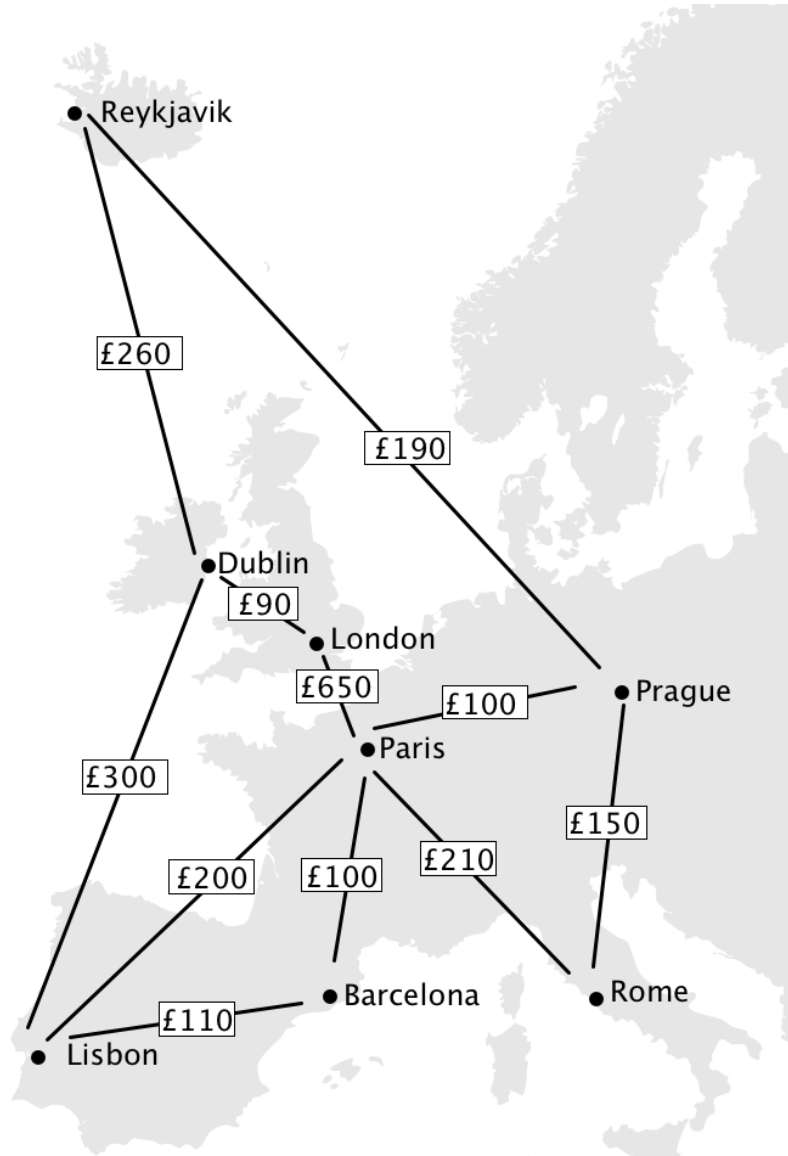 Reykjavik
£260
£190
Dublin
£90
London
£650
Prague
£100
Paris
£300
£150
£210
£200
£100
Rome
Barcelona
£110
Lisbon